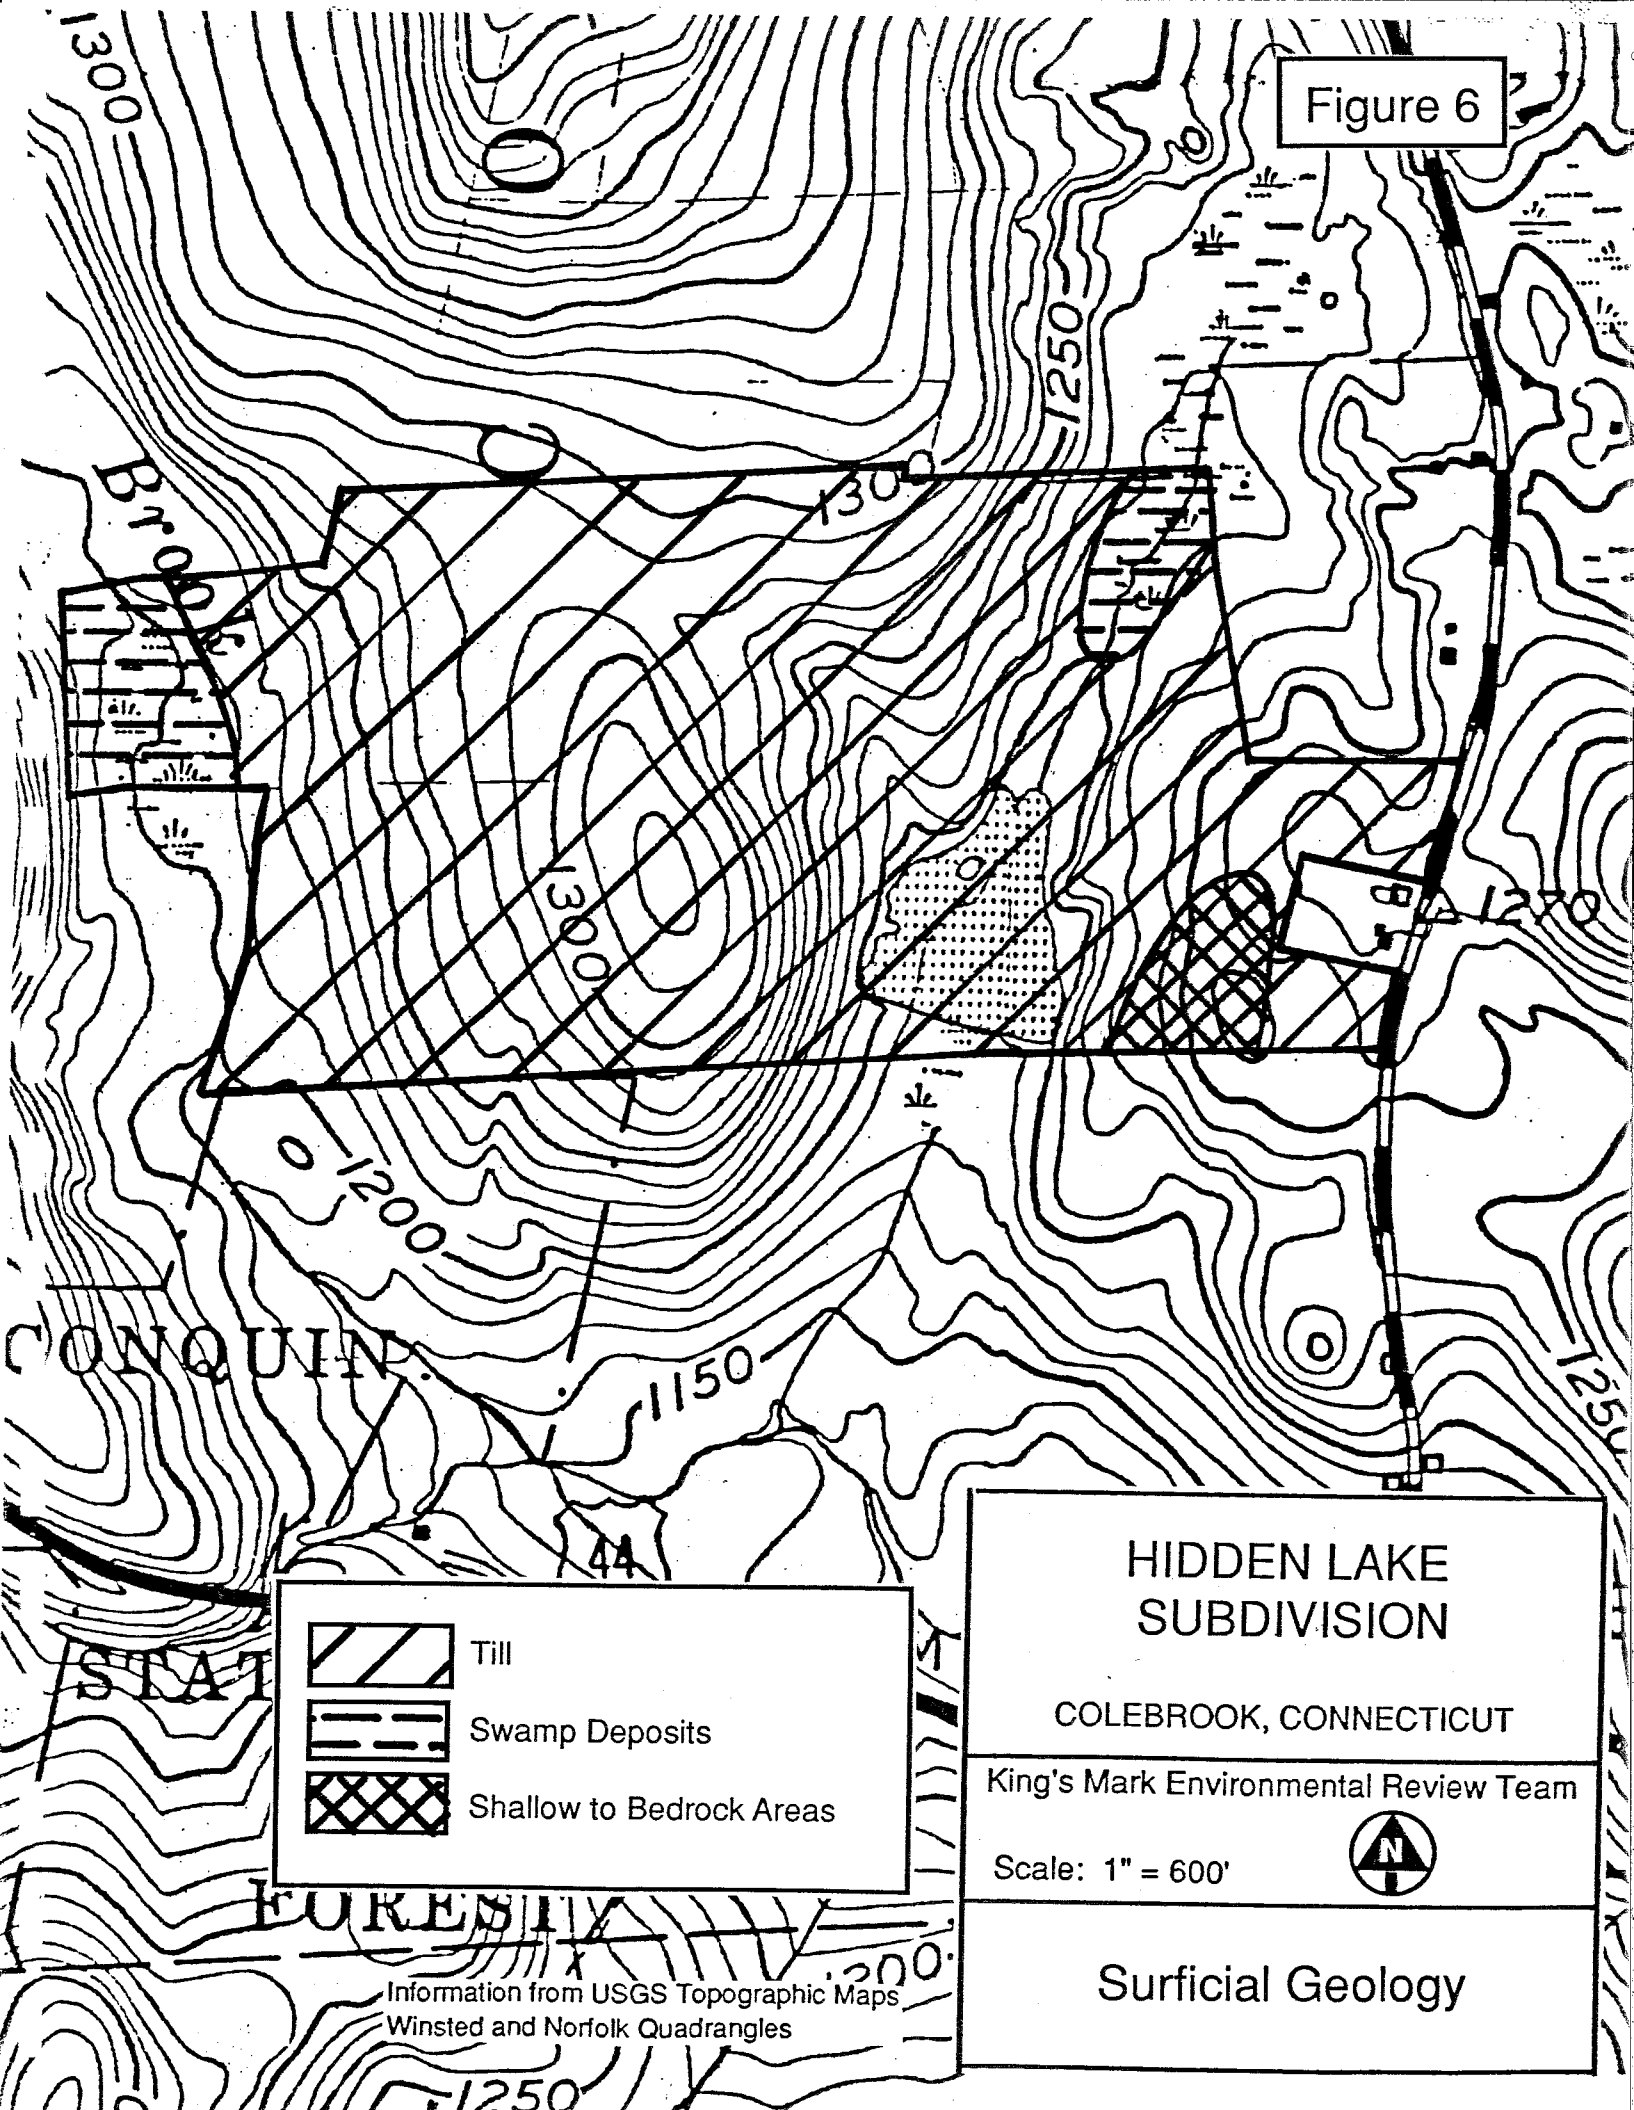 1300
Figure 6
1250
Brook
1300
1300
1270
1200
CONQUIN
1150
1250
44
HIDDEN LAKE
SUBDIVISION
COLEBROOK, CONNECTICUT
King's Mark Environmental Review Team
Scale: 1" = 600'
N
Surficial Geology
Till
Swamp Deposits
Shallow to Bedrock Areas
STAT
FOREST
1200
Information from USGS Topographic Maps
Winsted and Norfolk Quadrangles
1250